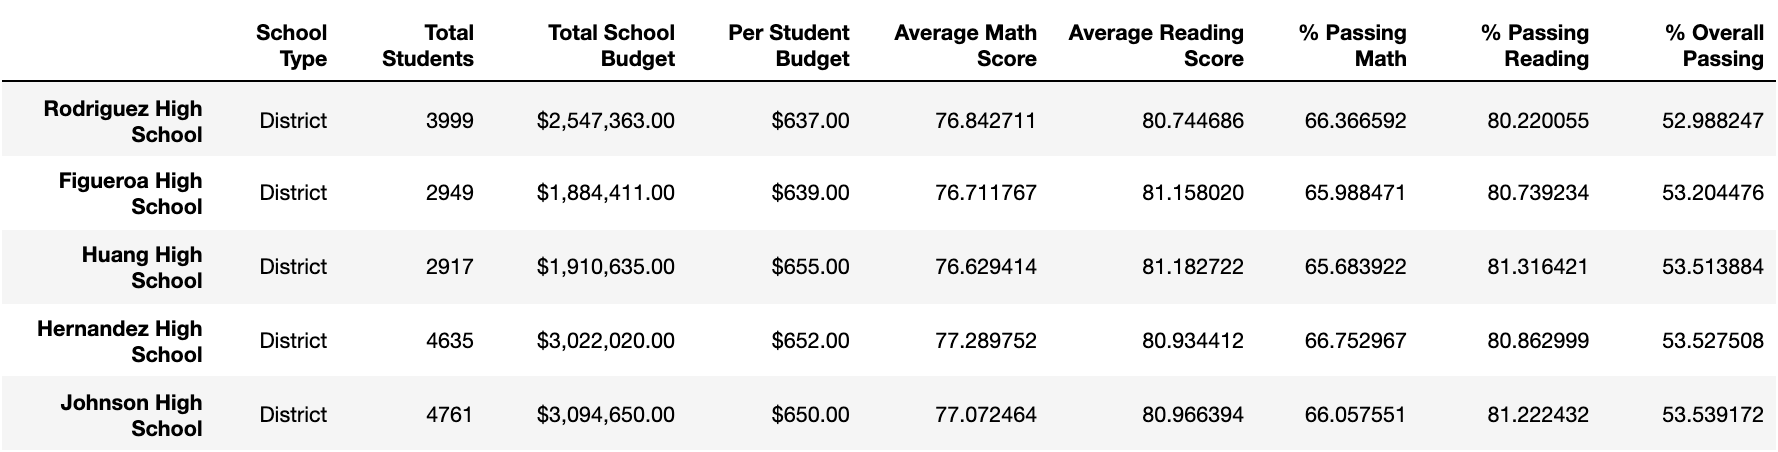 School Type Total Students Total School Budget Per Student Budget Average Math Score Average Reading Score % Passing Math % Passing Reading % Overall Passing
Rodriguez High School District 3999 $2,547,363.00 $637.00 76.842711 80.744686 66.366592 80.220055 52.988247
Figueroa High School District 2949 $1,884,411.00 $639.00 76.711767 81.158020 65.988471 80.739234 53.204476
Huang High School District 2917 $1,910,635.00 $655.00 76.629414 81.182722 65.683922 81.316421 53.513884
Hernandez High School District 4635 $3,022,020.00 $652.00 77.289752 80.934412 66.752967 80.862999 53.527508
Johnson High School District 4761 $3,094,650.00 $650.00 77.072464 80.966394 66.057551 81.222432 53.539172